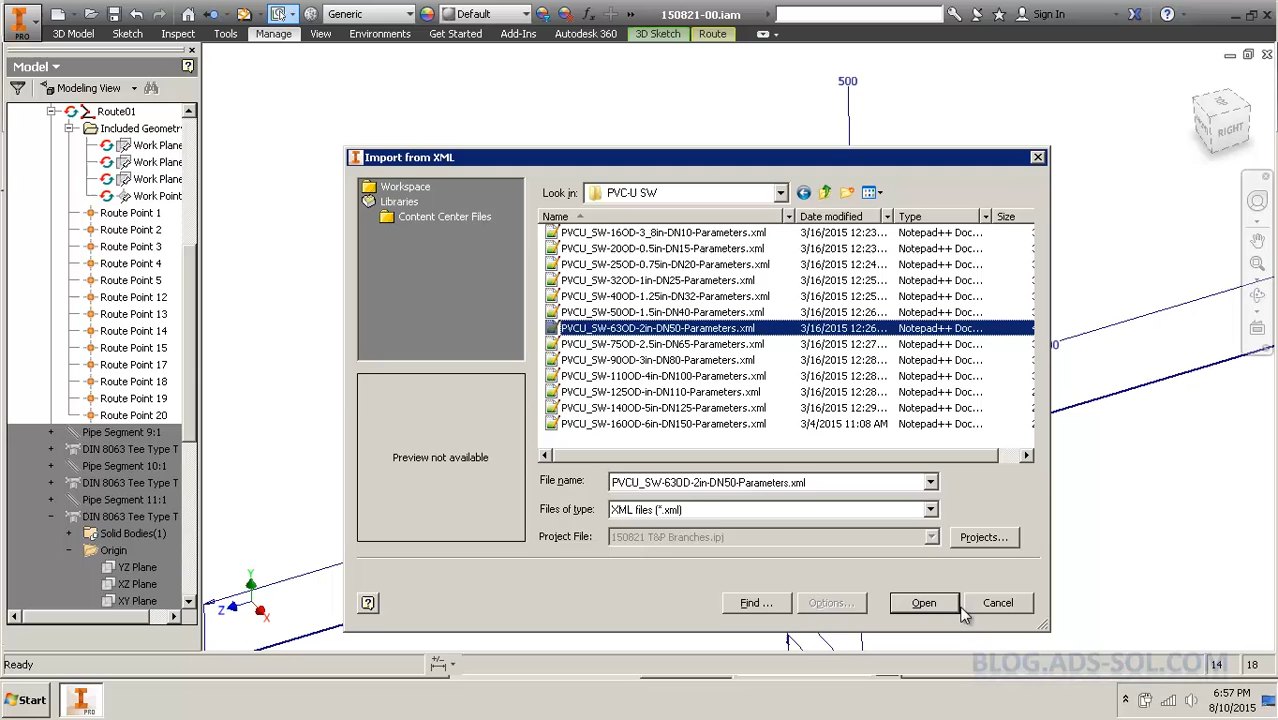 Generic
Default
150821-00.iam
Sign In
PRO
3D Model
Sketch
Inspect
Tools
Manage
View
Environments
Get Started
Add-Ins
Autodesk 360
3D Sketch
Route
Model
Modeling View
Route01
Included Geometr
Work Plane
Work Plane
Work Plane
Work Point
Route Point 1
Route Point 2
Route Point 3
Route Point 4
Route Point 5
Route Point 12
Route Point 13
Route Point 14
Route Point 15
Route Point 17
Route Point 18
Route Point 19
Route Point 20
Pipe Segment 9:1
DIN 8063 Tee Type T
Pipe Segment 10:1
DIN 8063 Tee Type T
Pipe Segment 11:1
DIN 8063 Tee Type T
Solid Bodies(1)
Origin
YZ Plane
XZ Plane
XY Plane
500
RIGHT
Import from XML
Workspace
Libraries
Content Center Files
Preview not available
Look in: PVC-U SW
Name Date modified Type Size
PVCU_SW-16OD-3_8in-DN10-Parameters.xml 3/16/2015 12:23... Notepad++ Doc...
PVCU_SW-20OD-0.5in-DN15-Parameters.xml 3/16/2015 12:23... Notepad++ Doc...
PVCU_SW-25OD-0.75in-DN20-Parameters.xml 3/16/2015 12:24... Notepad++ Doc...
PVCU_SW-32OD-1in-DN25-Parameters.xml 3/16/2015 12:25... Notepad++ Doc...
PVCU_SW-40OD-1.25in-DN32-Parameters.xml 3/16/2015 12:25... Notepad++ Doc...
PVCU_SW-50OD-1.5in-DN40-Parameters.xml 3/16/2015 12:26... Notepad++ Doc...
PVCU_SW-63OD-2in-DN50-Parameters.xml 3/16/2015 12:26... Notepad++ Doc...
PVCU_SW-75OD-2.5in-DN65-Parameters.xml 3/16/2015 12:27... Notepad++ Doc...
PVCU_SW-90OD-3in-DN80-Parameters.xml 3/16/2015 12:28... Notepad++ Doc...
PVCU_SW-110OD-4in-DN100-Parameters.xml 3/16/2015 12:28... Notepad++ Doc...
PVCU_SW-125OD-in-DN110-Parameters.xml 3/16/2015 12:28... Notepad++ Doc...
PVCU_SW-140OD-5in-DN125-Parameters.xml 3/16/2015 12:29... Notepad++ Doc...
PVCU_SW-160OD-6in-DN150-Parameters.xml 3/4/2015 11:08 AM Notepad++ Doc...
File name: PVCU_SW-63OD-2in-DN50-Parameters.xml
Files of type: XML files (*.xml)
Project File: 150821 T&P Branches.ipj Projects...
Find ... Options... Open Cancel
Z
Y
X
Ready
14 18
BLOG.ADS-SOL.COM
Start
PRO
6:57 PM
8/10/2015